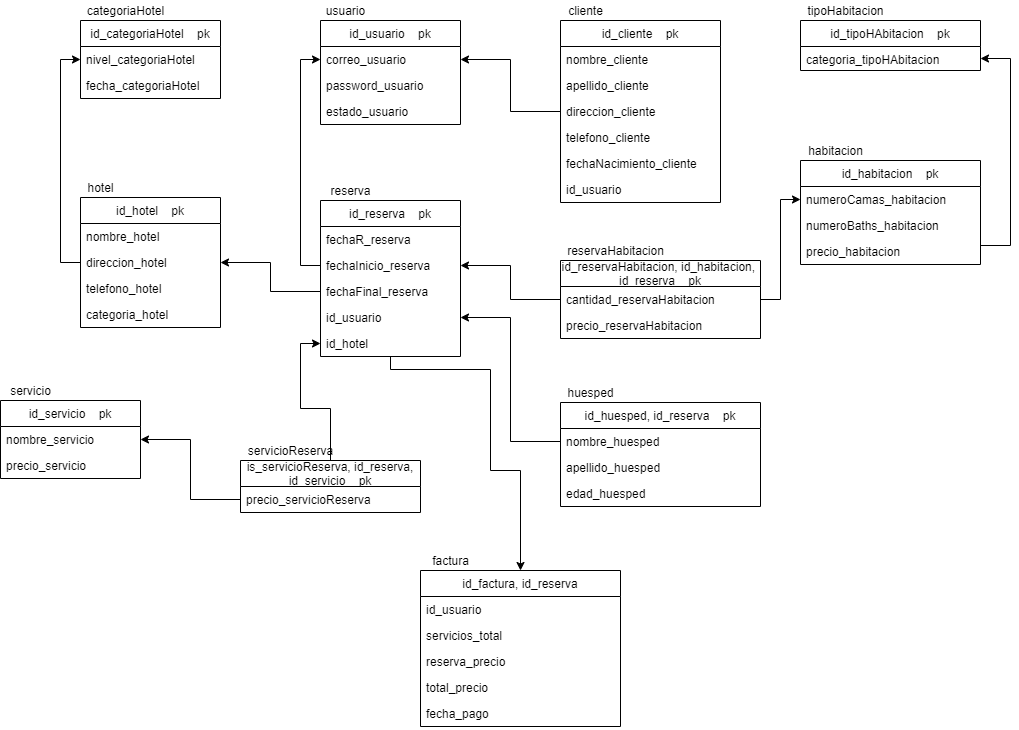 categoriaHotel
id_categoriaHotel pk
nivel_categoriaHotel
fecha_categoriaHotel
usuario
id_usuario pk
correo_usuario
password_usuario
estado_usuario
cliente
id_cliente pk
nombre_cliente
apellido_cliente
direccion_cliente
telefono_cliente
fechaNacimiento_cliente
id_usuario
tipoHabitacion
id_tipoHAbitacion pk
categoria_tipoHAbitacion
habitacion
id_habitacion pk
numeroCamas_habitacion
numeroBaths_habitacion
precio_habitacion
hotel
id_hotel pk
nombre_hotel
direccion_hotel
telefono_hotel
categoria_hotel
reserva
id_reserva pk
fechaR_reserva
fechaInicio_reserva
fechaFinal_reserva
id_usuario
id_hotel
reservaHabitacion
id_reservaHabitacion, id_habitacion,
id_reserva pk
cantidad_reservaHabitacion
precio_reservaHabitacion
servicio
id_servicio pk
nombre_servicio
precio_servicio
servicioReserva
is_servicioReserva, id_reserva,
id_servicio pk
precio_servicioReserva
huesped
id_huesped, id_reserva pk
nombre_huesped
apellido_huesped
edad_huesped
factura
id_factura, id_reserva
id_usuario
servicios_total
reserva_precio
total_precio
fecha_pago